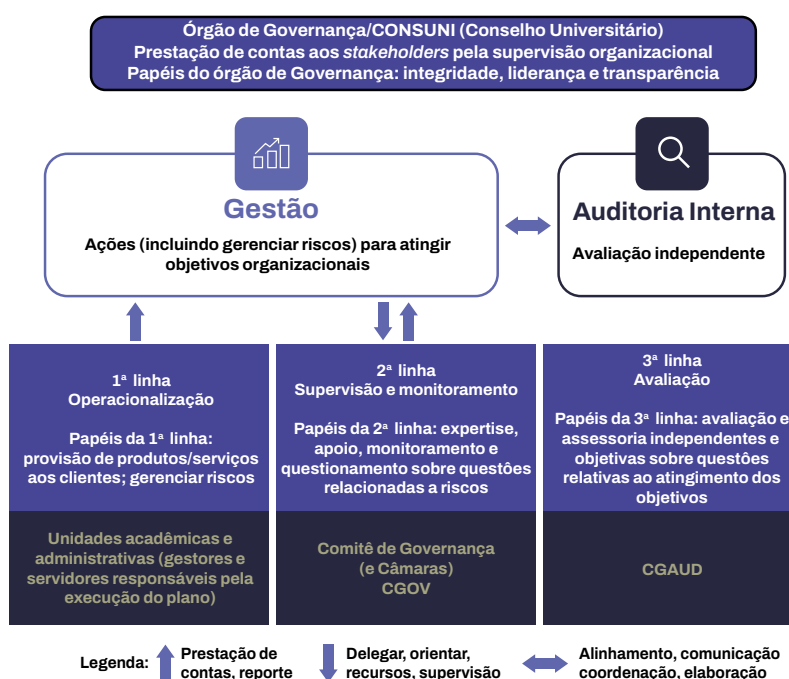 Órgão de Governança/CONSUNI (Conselho Universitário)
Prestação de contas aos stakeholders pela supervisão organizacional
Papéis do órgão de Governança: integridade, liderança e transparência
Gestão
Ações (incluindo gerenciar riscos) para atingir
objetivos organizacionais
Auditoria Interna
Avaliação independente
1ª linha
Operacionalização
Papéis da 1ª linha:
provisão de produtos/serviços
aos clientes; gerenciar riscos
Unidades acadêmicas e
administrativas (gestores e
servidores responsáveis pela
execução do plano)
2ª linha
Supervisão e monitoramento
Papéis da 2ª linha: expertise,
apoio, monitoramento e
questionamento sobre questões
relacionadas a riscos
Comitê de Governança
(e Câmaras)
CGOV
3ª linha
Avaliação
Papéis da 3ª linha: avaliação e
assessoria independentes e
objetivas sobre questões
relativas ao atingimento dos
objetivos
CGAUD
Legenda:
Prestação de
contas, reporte
Delegar, orientar,
recursos, supervisão
Alinhamento, comunicação
coordenação, elaboração